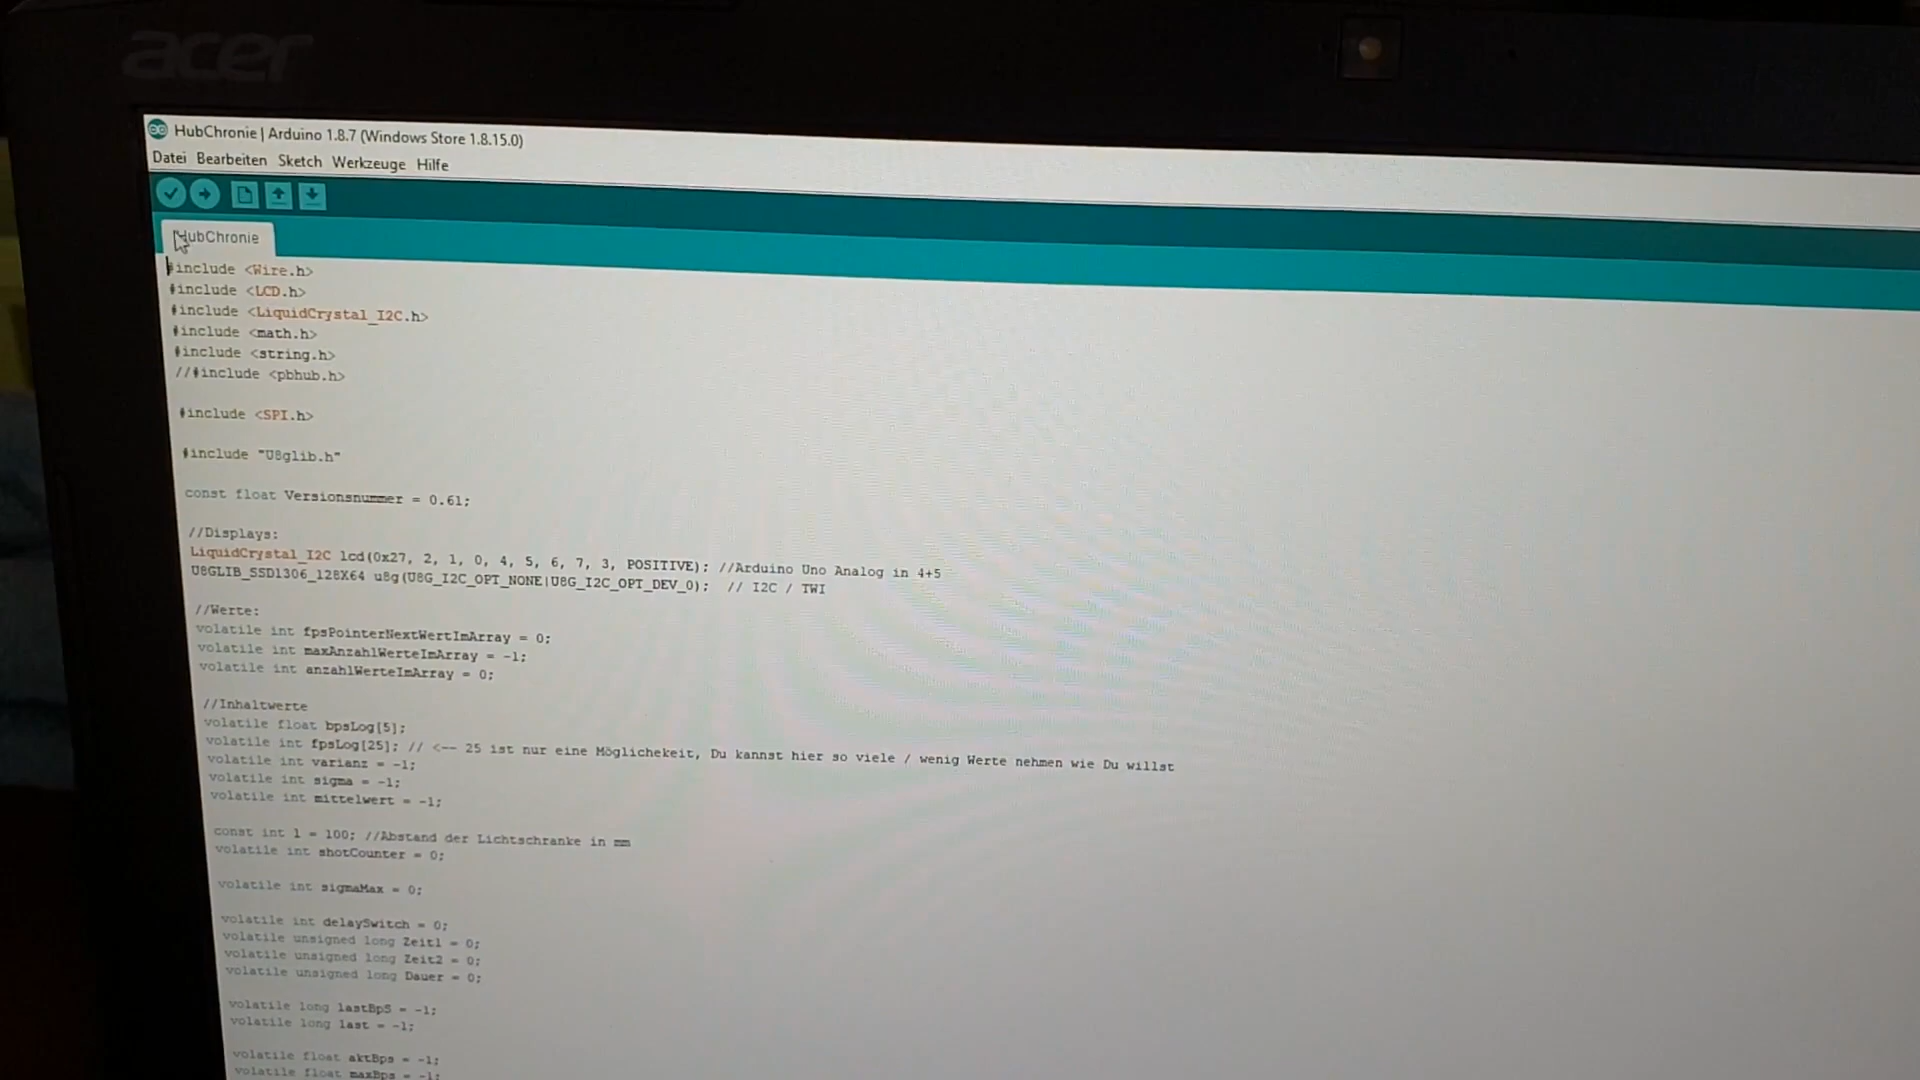 acer
HubChronie | Arduino 1.8.7 (Windows Store 1.8.15.0)
Datei Bearbeiten Sketch Werkzeuge Hilfe
HubChronie
#include <Wire.h>
#include <LCD.h>
#include <LiquidCrystal_I2C.h>
#include <math.h>
#include <string.h>
//#include <pbhub.h>
#include <SPI.h>
#include "U8glib.h"
const float Versionsnummer = 0.61;
//Displays:
LiquidCrystal_I2C lcd(0x27, 2, 1, 0, 4, 5, 6, 7, 3, POSITIVE); //Arduino Uno Analog in 4+5
U8GLIB_SSD1306_128X64 u8g(U8G_I2C_OPT_NONE|U8G_I2C_OPT_DEV_0); // I2C / TWI
//Werte:
volatile int fpsPointerNextWertImArray = 0;
volatile int maxAnzahlWerteImArray = -1;
volatile int anzahlWerteImArray = 0;
//Inhaltwerte
volatile float bpsLog[5];
volatile int fpsLog[25]; // <-- 25 ist nur eine Möglichekeit, Du kannst hier so viele / wenig Werte nehmen wie Du willst
volatile int varianz = -1;
volatile int sigma = -1;
volatile int mittelwert = -1;
const int l = 100; //Abstand der Lichtschranke in mm
volatile int shotCounter = 0;
volatile int sigmaMax = 0;
volatile int delaySwitch = 0;
volatile unsigned long Zeit1 = 0;
volatile unsigned long Zeit2 = 0;
volatile unsigned long Dauer = 0;
volatile long lastBpS = -1;
volatile long last = -1;
volatile float aktBps = -1;
volatile float maxBps = -1;